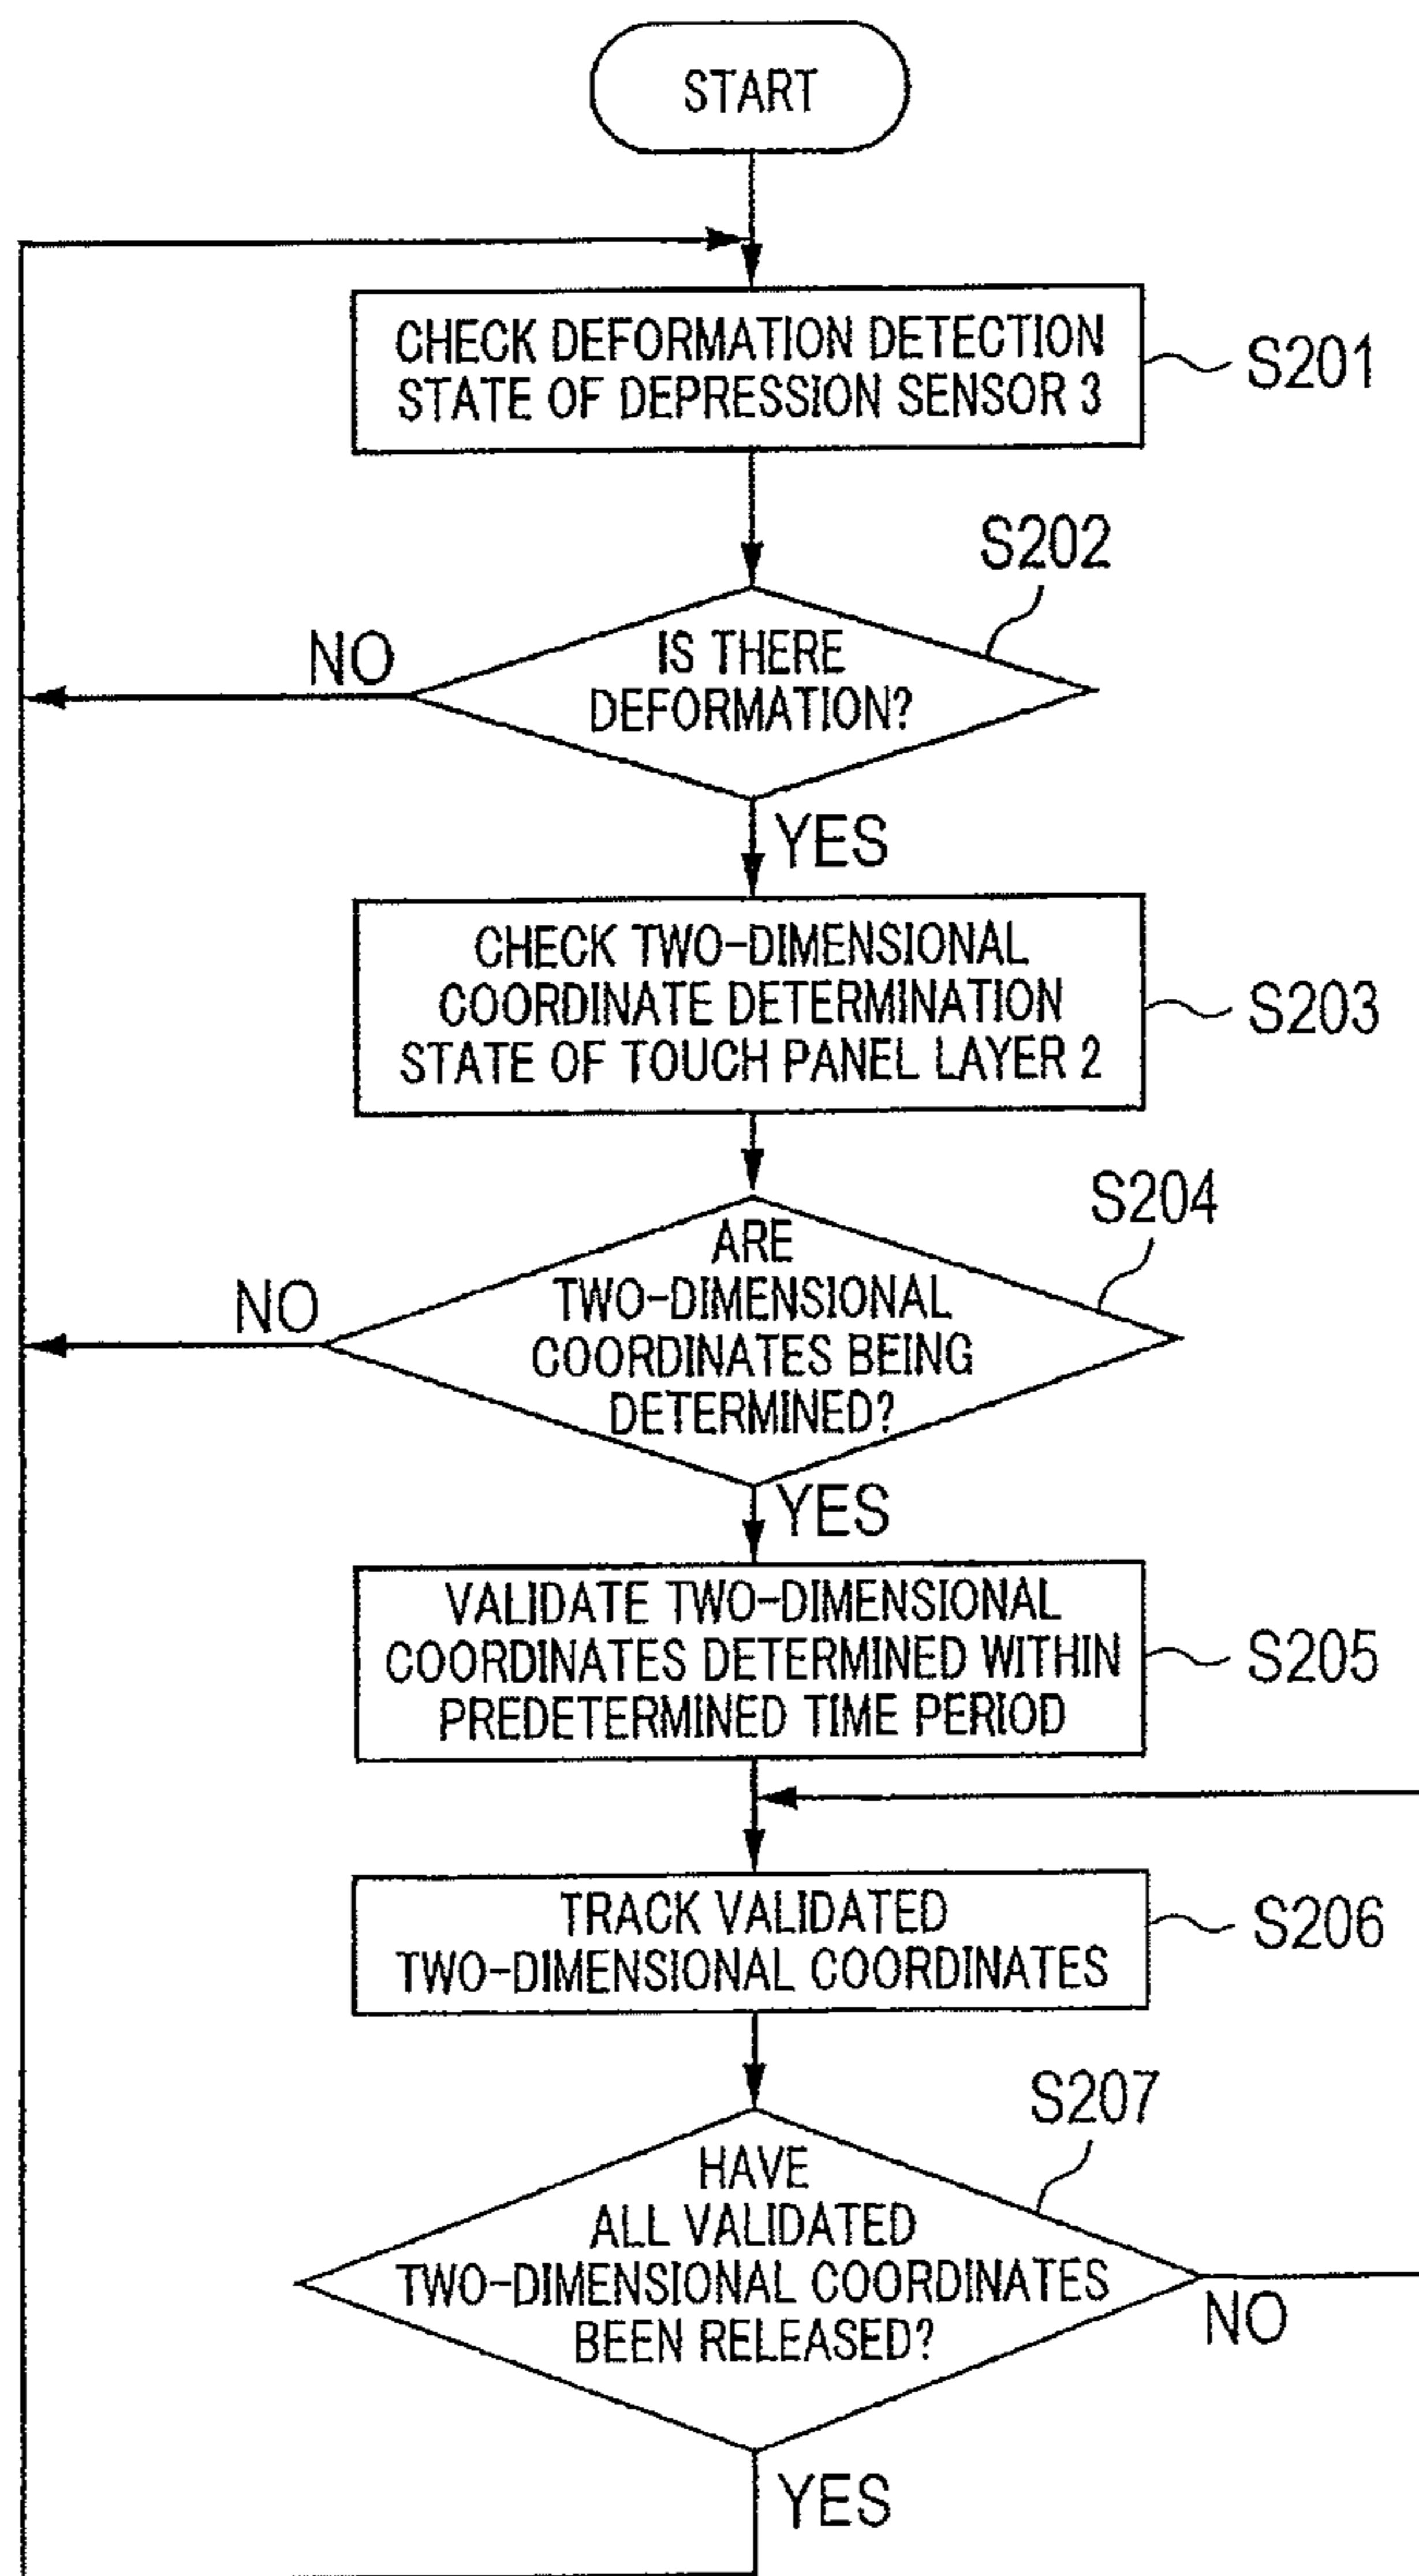 START
CHECK DEFORMATION DETECTION
STATE OF DEPRESSION SENSOR 3
S201
S202
IS THERE
DEFORMATION?
NO
YES
CHECK TWO-DIMENSIONAL
COORDINATE DETERMINATION
STATE OF TOUCH PANEL LAYER 2
S203
S204
ARE
TWO-DIMENSIONAL
COORDINATES BEING
DETERMINED?
NO
YES
VALIDATE TWO-DIMENSIONAL
COORDINATES DETERMINED WITHIN
PREDETERMINED TIME PERIOD
S205
TRACK VALIDATED
TWO-DIMENSIONAL COORDINATES
S206
S207
HAVE
ALL VALIDATED
TWO-DIMENSIONAL COORDINATES
BEEN RELEASED?
NO
YES